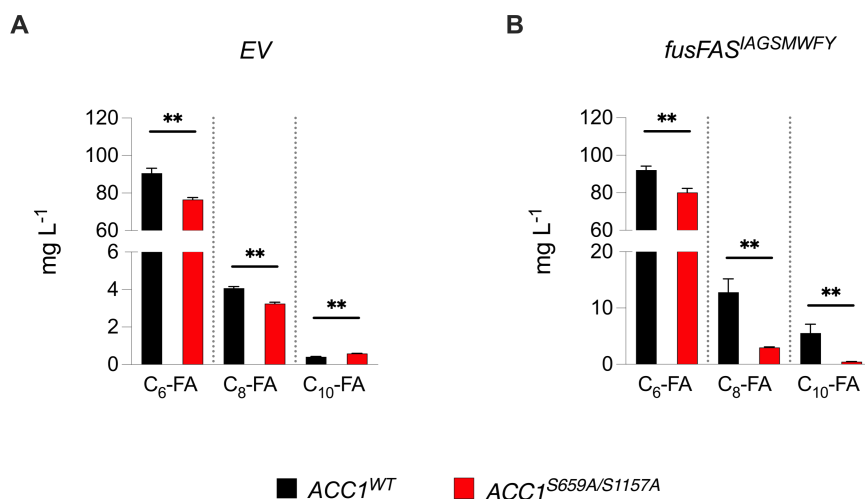 A
EV
B
fusFAS^IAGSMWFY
mg L⁻¹
120
100
80
60
6
4
2
0
**
**
**
C₆-FA
C₈-FA
C₁₀-FA
mg L⁻¹
120
100
80
60
20
10
0
**
**
**
C₆-FA
C₈-FA
C₁₀-FA
ACC1^WT
ACC1^S659A/S1157A